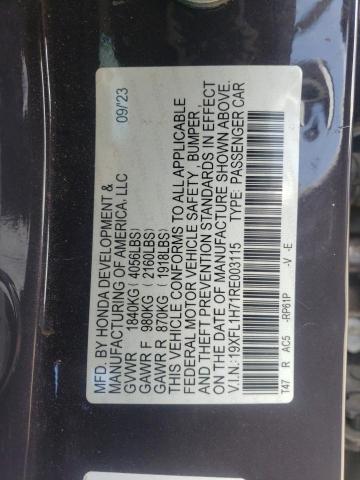 MFD. BY HONDA DEVELOPMENT & 09/23
MANUFACTURING OF AMERICA, LLC
GVWR 1840KG (4056LBS)
GAWR F 980KG (2160LBS)
GAWR R 870KG (1918LBS)
THIS VEHICLE CONFORMS TO ALL APPLICABLE
FEDERAL MOTOR VEHICLE SAFETY, BUMPER
AND THEFT PREVENTION STANDARDS IN EFFECT
ON THE DATE OF MANUFACTURE SHOWN ABOVE.
V.I.N.:19XFL1H71RE003115 TYPE: PASSENGER CAR
T47 R AC5 -RP61P -V -E